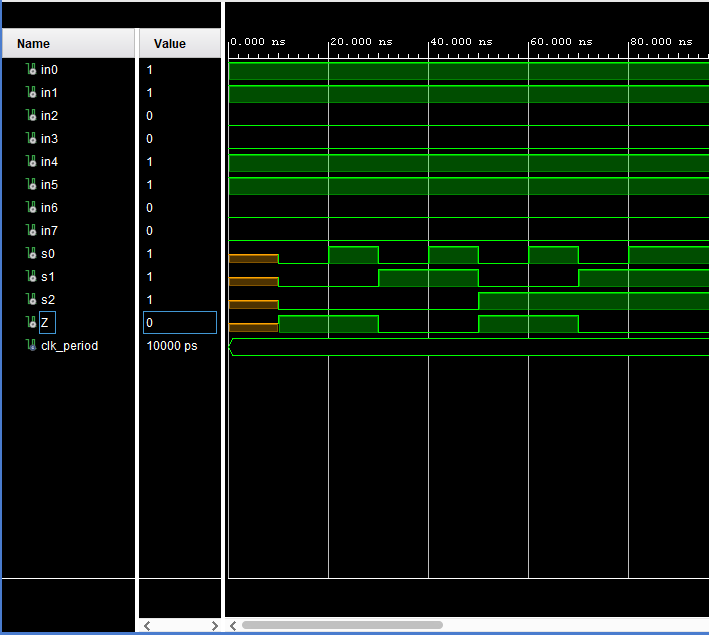 Name Value
0.000 ns 20.000 ns 40.000 ns 60.000 ns 80.000 ns
in0 1
in1 1
in2 0
in3 0
in4 1
in5 1
in6 0
in7 0
s0 1
s1 1
s2 1
Z 0
clk_period 10000 ps